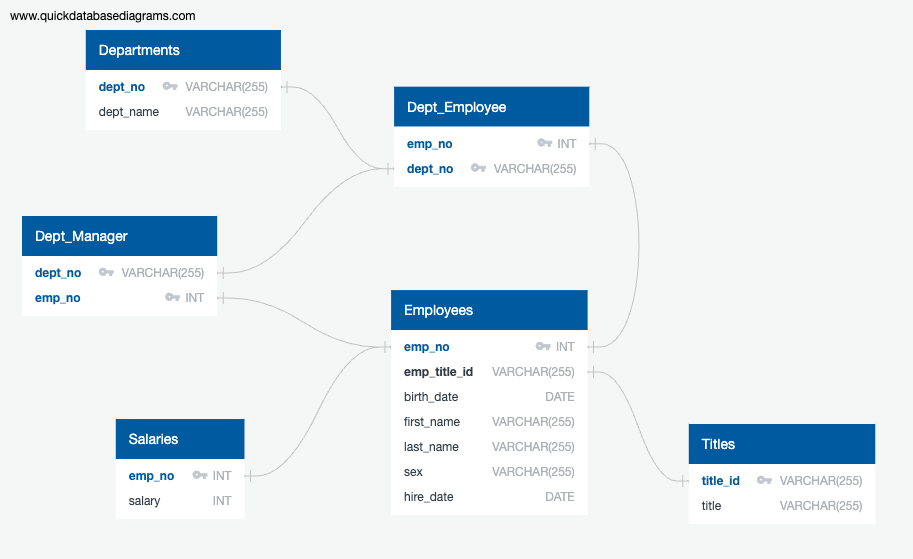 www.quickdatabasediagrams.com
Departments
dept_no VARCHAR(255)
dept_name VARCHAR(255)
Dept_Employee
emp_no INT
dept_no VARCHAR(255)
Dept_Manager
dept_no VARCHAR(255)
emp_no INT
Employees
emp_no INT
emp_title_id VARCHAR(255)
birth_date DATE
first_name VARCHAR(255)
last_name VARCHAR(255)
sex VARCHAR(255)
hire_date DATE
Salaries
emp_no INT
salary INT
Titles
title_id VARCHAR(255)
title VARCHAR(255)